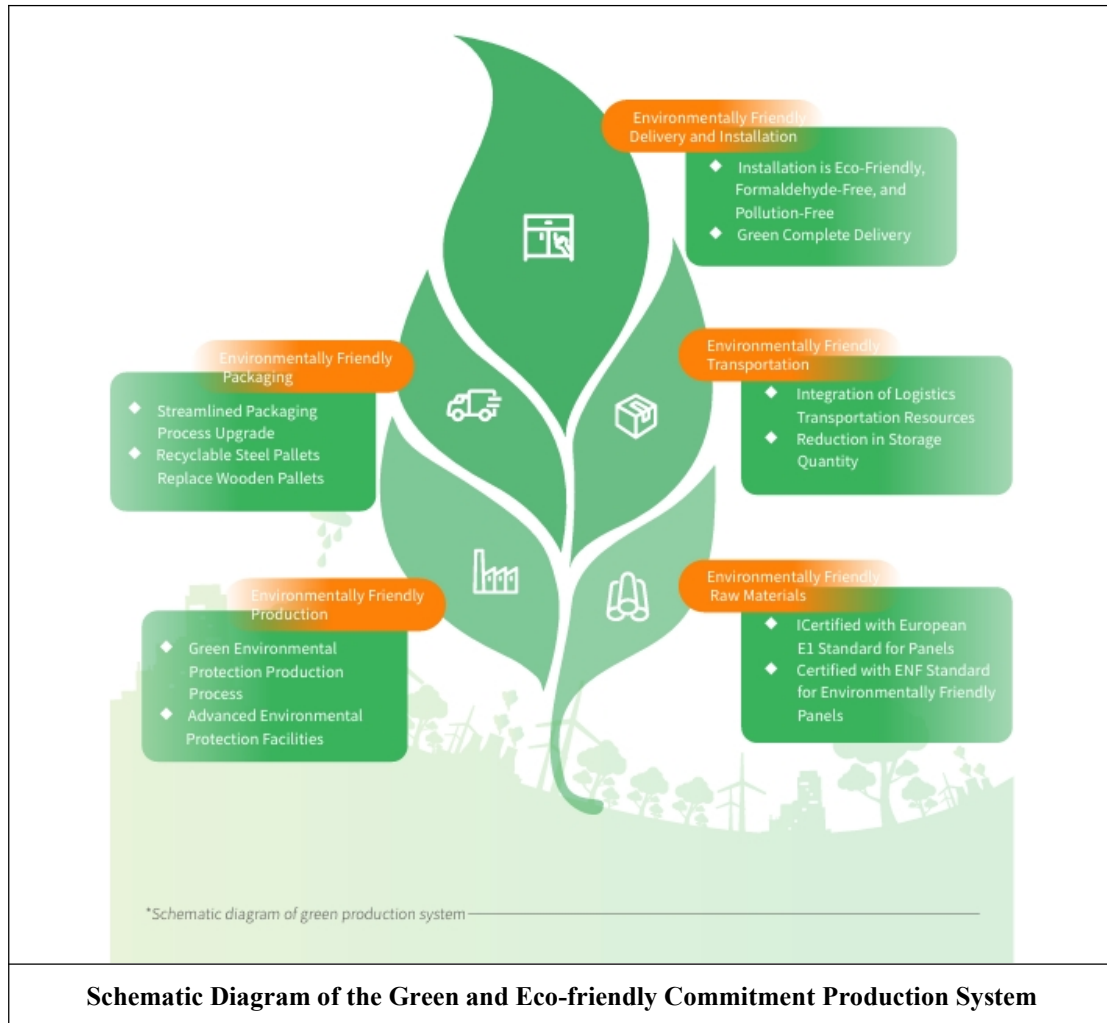 Environmentally Friendly
Delivery and Installation
◆ Installation is Eco-Friendly,
Formaldehyde-Free, and
Pollution-Free
◆ Green Complete Delivery
Environmentally Friendly
Packaging
◆ Streamlined Packaging
Process Upgrade
◆ Recyclable Steel Pallets
Replace Wooden Pallets
Environmentally Friendly
Transportation
◆ Integration of Logistics
Transportation Resources
◆ Reduction in Storage
Quantity
Environmentally Friendly
Production
◆ Green Environmental
Protection Production
Process
◆ Advanced Environmental
Protection Facilities
Environmentally Friendly
Raw Materials
◆ ICertified with European
E1 Standard for Panels
◆ Certified with ENF Standard
for Environmentally Friendly
Panels
*Schematic diagram of green production system
Schematic Diagram of the Green and Eco-friendly Commitment Production System